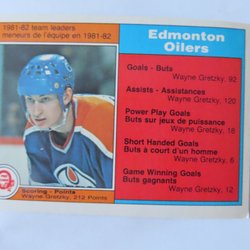 1981-82 team leaders
meneurs de l'équipe en 1981-82
Edmonton
Oilers
Goals - Buts
Wayne Gretzky, 92
Assists - Assistances
Wayne Gretzky, 120
Power Play Goals
Buts sur jeux de puissance
Wayne Gretzky, 18
Short Handed Goals
Buts à court d'un homme
Wayne Gretzky, 6
Game Winning Goals
Buts gagnants
Wayne Gretzky, 12
Scoring - Points
Wayne Gretzky, 212 Points